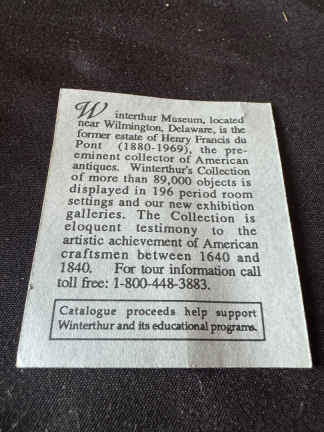 Winterthur Museum, located
near Wilmington, Delaware, is the
former estate of Henry Francis du
Pont (1880-1969), the pre-
eminent collector of American
antiques. Winterthur's Collection
of more than 89,000 objects is
displayed in 196 period room
settings and our new exhibition
galleries. The Collection is
eloquent testimony to the
artistic achievement of American
craftsmen between 1640 and
1840. For tour information call
toll free: 1-800-448-3883.
Catalogue proceeds help support
Winterthur and its educational programs.